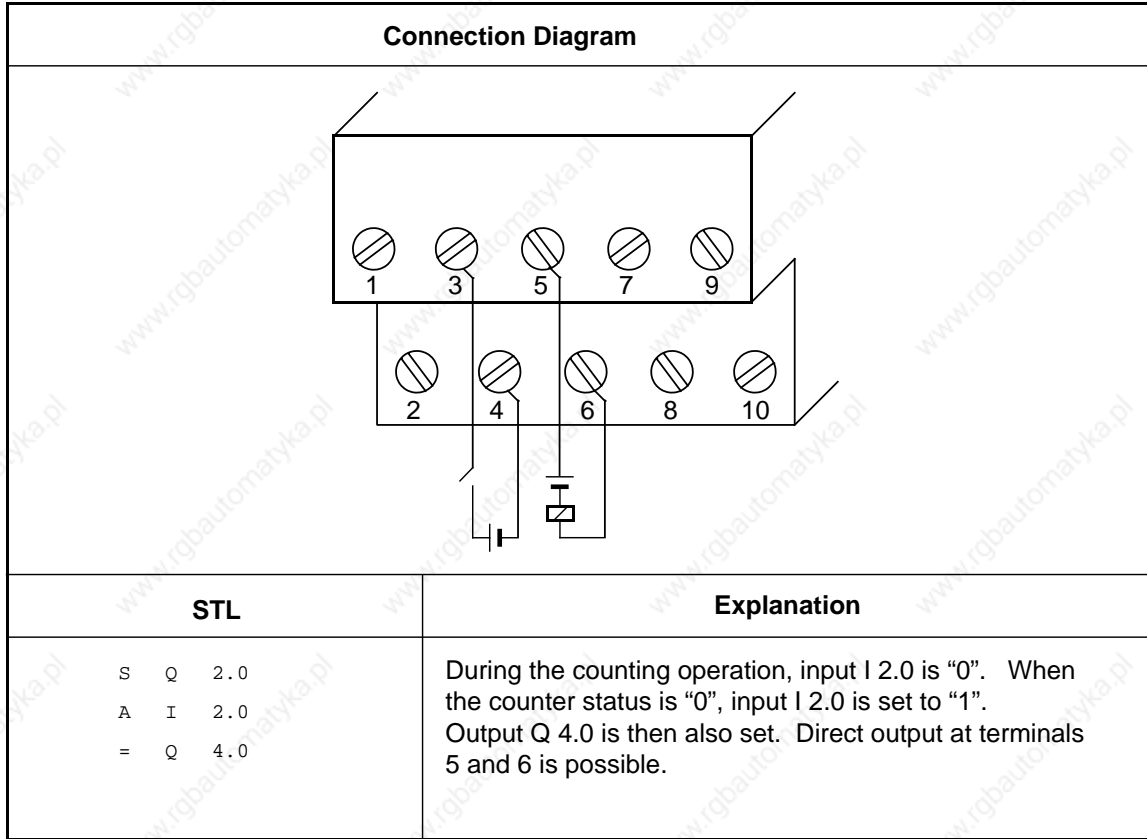 Connection Diagram
1 3 5 7 9
2 4 6 8 10
STL
Explanation
S Q 2.0
A I 2.0
= Q 4.0
During the counting operation, input I 2.0 is “0”. When
the counter status is “0”, input I 2.0 is set to “1”.
Output Q 4.0 is then also set. Direct output at terminals
5 and 6 is possible.
www.rgbautomatyka.pl